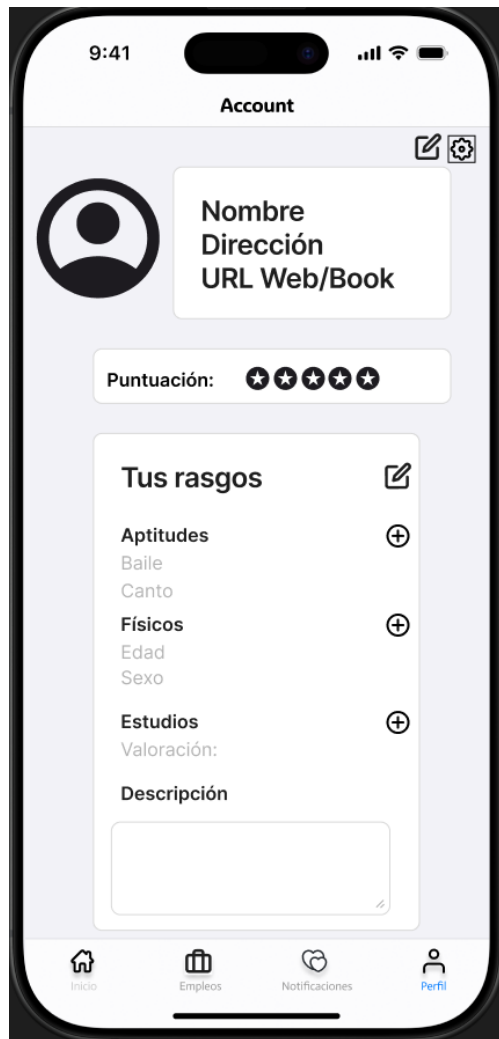 9:41
Account
Nombre
Dirección
URL Web/Book
Puntuación:
Tus rasgos
Aptitudes
Baile
Canto
Físicos
Edad
Sexo
Estudios
Valoración:
Descripción
Inicio
Empleos
Notificaciones
Perfil